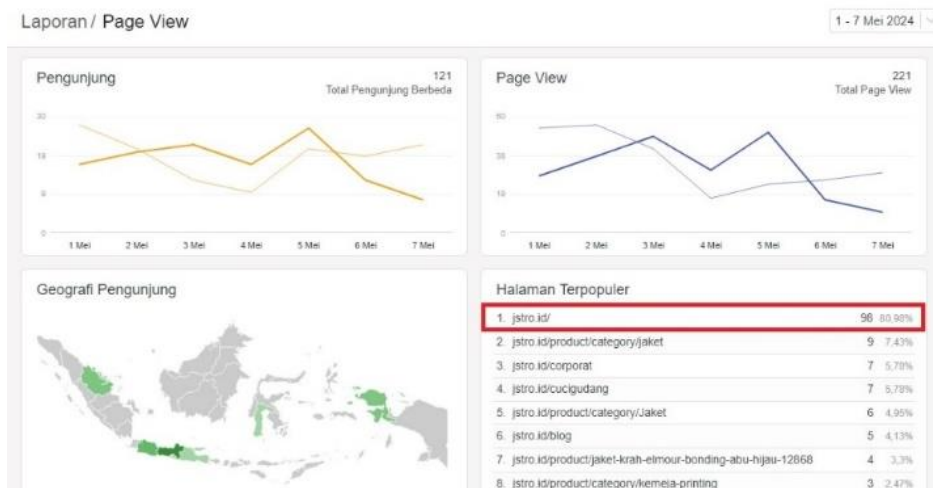 Laporan / Page View
1 - 7 Mei 2024
Pengunjung
121
Total Pengunjung Berbeda
30
0
1 Mei 2 Mei 3 Mei 4 Mei 5 Mei 6 Mei 7 Mei
Page View
221
Total Page View
0
1 Mei 2 Mei 3 Mei 4 Mei 5 Mei 6 Mei 7 Mei
Geografi Pengunjung
Halaman Terpopuler
1. jstro.id/ 98 80,98%
2. jstro.id/product/category/jaket 9 7,43%
3. jstro.id/corporat 7 5,78%
4. jstro.id/cucigudang 7 5,78%
5. jstro.id/product/category/Jaket 6 4,95%
6. jstro.id/blog 5 4,13%
7. jstro.id/product/jaket-krah-elmour-bonding-abu-hijau-12868 4 3,3%
8. jstro.id/product/category/kemeja-printing 3 2,47%